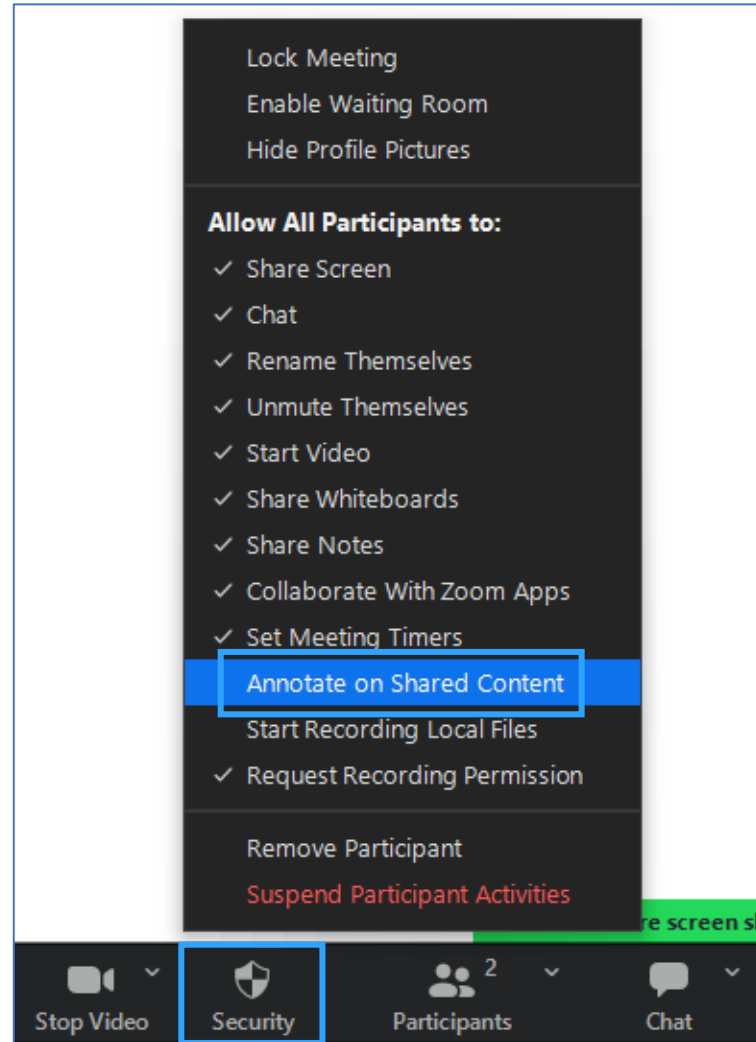 Lock Meeting
Enable Waiting Room
Hide Profile Pictures
Allow All Participants to:
Share Screen
Chat
Rename Themselves
Unmute Themselves
Start Video
Share Whiteboards
Share Notes
Collaborate With Zoom Apps
Set Meeting Timers
Annotate on Shared Content
Start Recording Local Files
Request Recording Permission
Remove Participant
Suspend Participant Activities
screen
2
Stop Video Security Participants Chat